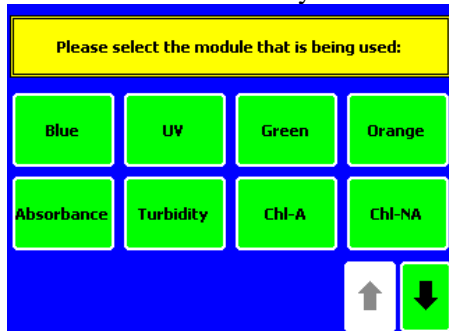 Please select the module that is being used:
Blue UV Green Orange
Absorbance Turbidity Chl-A Chl-NA